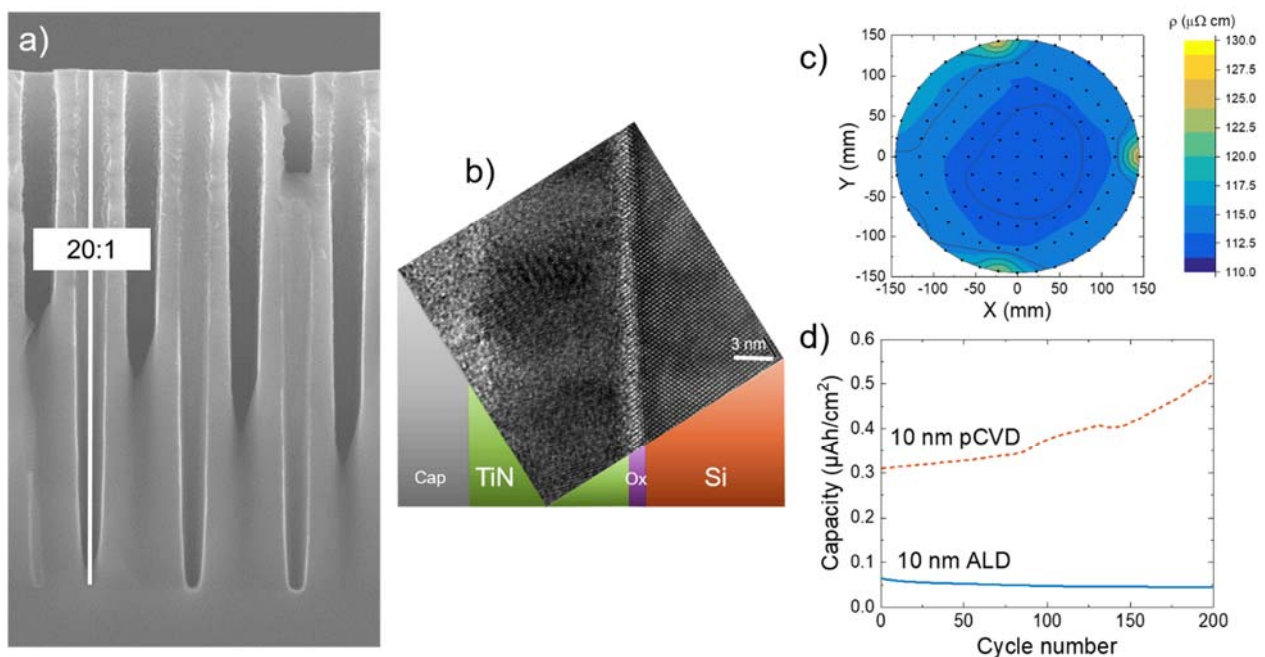 a)
20:1
b)
3 nm
Cap
TiN
Ox
Si
c)
ρ (μΩ cm)
150
100
50
0
-50
-100
-150
Y (mm)
-150 -100 -50 0 50 100 150
X (mm)
130.0
127.5
125.0
122.5
120.0
117.5
115.0
112.5
110.0
d)
0.6
0.5
0.4
0.3
0.2
0.1
0.0
Capacity (μAh/cm²)
10 nm pCVD
10 nm ALD
0 50 100 150 200
Cycle number